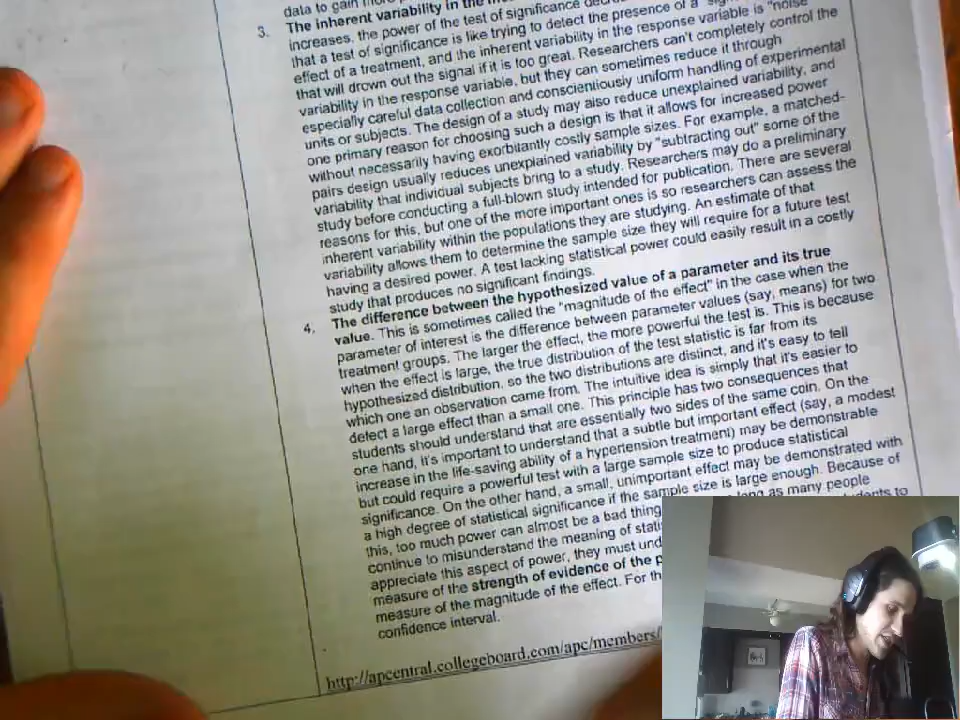 data to gain more
3. The inherent variability in the
increases, the power of the test of significance
that a test of significance is like trying to detect the presence of a
effect of a treatment, and the inherent variability in the response variable is "noise
that will drown out the signal if it is too great. Researchers can't completely control the
variability in the response variable, but they can sometimes reduce it through
especially careful data collection and conscientiously uniform handling of experimental
units or subjects. The design of a study may also reduce unexplained variability, and
one primary reason for choosing such a design is that it allows for increased power
without necessarily having exorbitantly costly sample sizes. For example, a matched-
pairs design usually reduces unexplained variability by "subtracting out" some of the
variability that individual subjects bring to a study. Researchers may do a preliminary
study before conducting a full-blown study intended for publication. There are several
reasons for this, but one of the more important ones is so researchers can assess the
inherent variability within the populations they are studying. An estimate of that
variability allows them to determine the sample size they will require for a future test
having a desired power. A test lacking statistical power could easily result in a costly
study that produces no significant findings.
4. The difference between the hypothesized value of a parameter and its true
value. This is sometimes called the "magnitude of the effect" in the case when the
parameter of interest is the difference between parameter values (say, means) for two
treatment groups. The larger the effect, the more powerful the test is. This is because
when the effect is large, the true distribution of the test statistic is far from its
hypothesized distribution, so the two distributions are distinct, and it's easy to tell
which one an observation came from. The intuitive idea is simply that it's easier to
detect a large effect than a small one. This principle has two consequences that
students should understand that are essentially two sides of the same coin. On the
one hand, it's important to understand that a subtle but important effect (say, a modest
increase in the life-saving ability of a hypertension treatment) may be demonstrable
but could require a powerful test with a large sample size to produce statistical
significance. On the other hand, a small, unimportant effect may be demonstrated with
a high degree of statistical significance if the sample size is large enough. Because of
this, too much power can almost be a bad thing as many people
continue to misunderstand the meaning of to
appreciate this aspect of power, they must
measure of the strength of evidence of the
measure of the magnitude of the effect. For
confidence interval.
http://apcentral.collegeboard.com/apc/members/